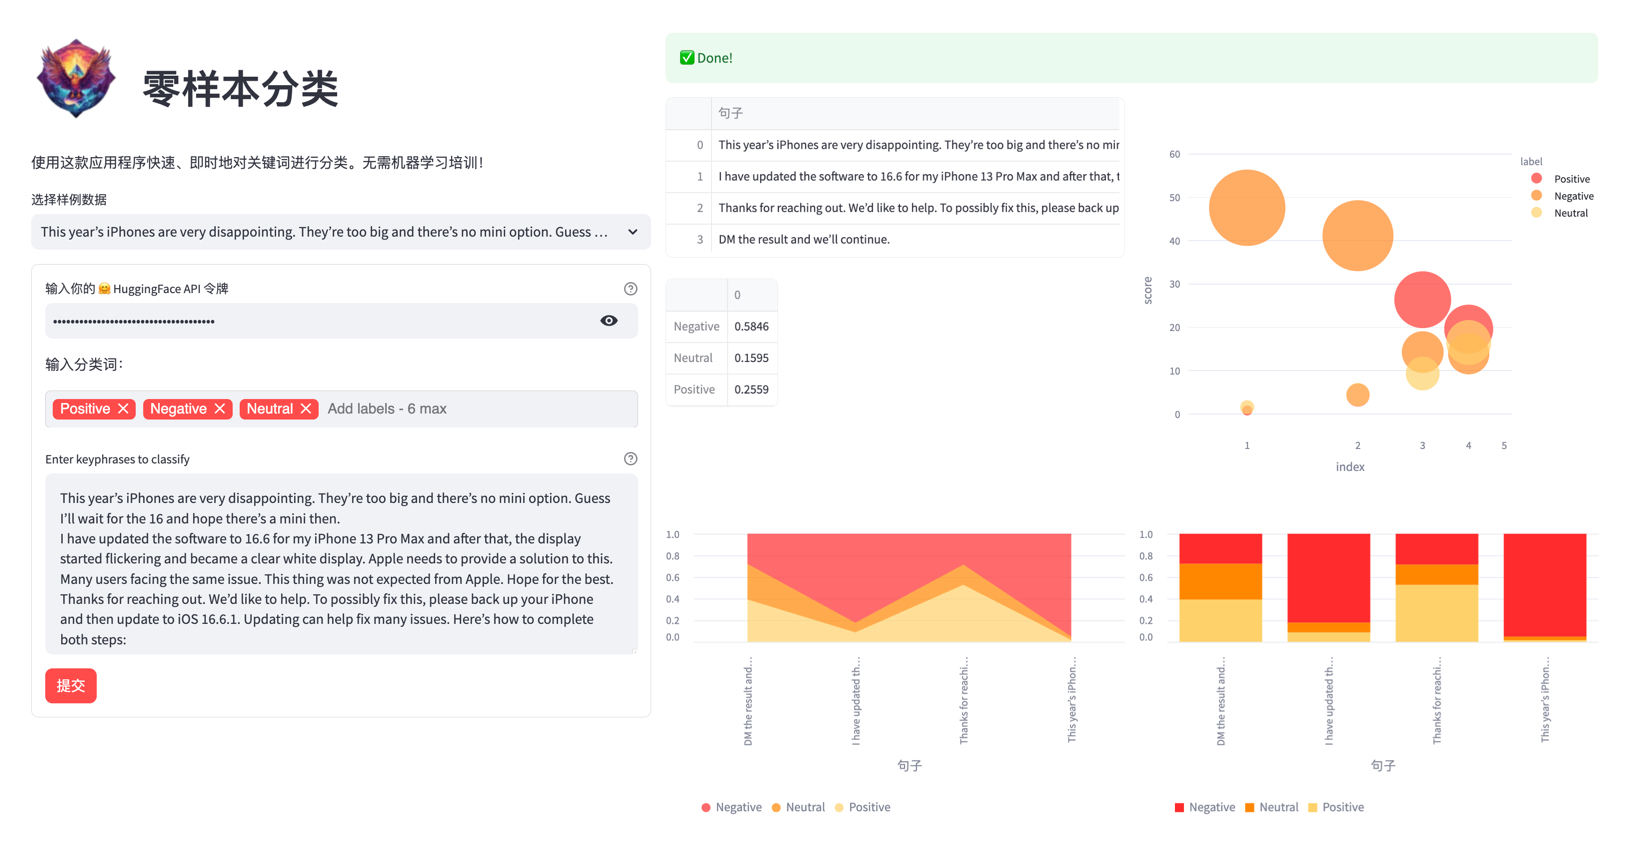 零样本分类
使用这款应用程序快速、即时地对关键词进行分类。无需机器学习培训!
选择样例数据
This year's iPhones are very disappointing. They're too big and there's no mini option. Guess …
输入你的 🤗 HuggingFace API 令牌
••••••••••••••••••••••••••••••••••••••
输入分类词:
Positive × Negative × Neutral × Add labels - 6 max
Enter keyphrases to classify
This year's iPhones are very disappointing. They're too big and there's no mini option. Guess
I'll wait for the 16 and hope there's a mini then.
I have updated the software to 16.6 for my iPhone 13 Pro Max and after that, the display
started flickering and became a clear white display. Apple needs to provide a solution to this.
Many users facing the same issue. This thing was not expected from Apple. Hope for the best.
Thanks for reaching out. We'd like to help. To possibly fix this, please back up your iPhone
and then update to iOS 16.6.1. Updating can help fix many issues. Here's how to complete
both steps:
提交
✅ Done!
句子
0 This year's iPhones are very disappointing. They're too big and there's no mi
1 I have updated the software to 16.6 for my iPhone 13 Pro Max and after that, t
2 Thanks for reaching out. We'd like to help. To possibly fix this, please back up
3 DM the result and we'll continue.
0
Negative 0.5846
Neutral 0.1595
Positive 0.2559
60
50
40
30
20
10
0
score
1 2 3 4 5
index
label
Positive
Negative
Neutral
1.0
0.8
0.6
0.4
0.2
0.0
DM the result and…
I have updated th…
Thanks for reachi…
This year's iPhon…
句子
Negative Neutral Positive
1.0
0.8
0.6
0.4
0.2
0.0
DM the result and…
I have updated th…
Thanks for reachi…
This year's iPhon…
句子
Negative Neutral Positive